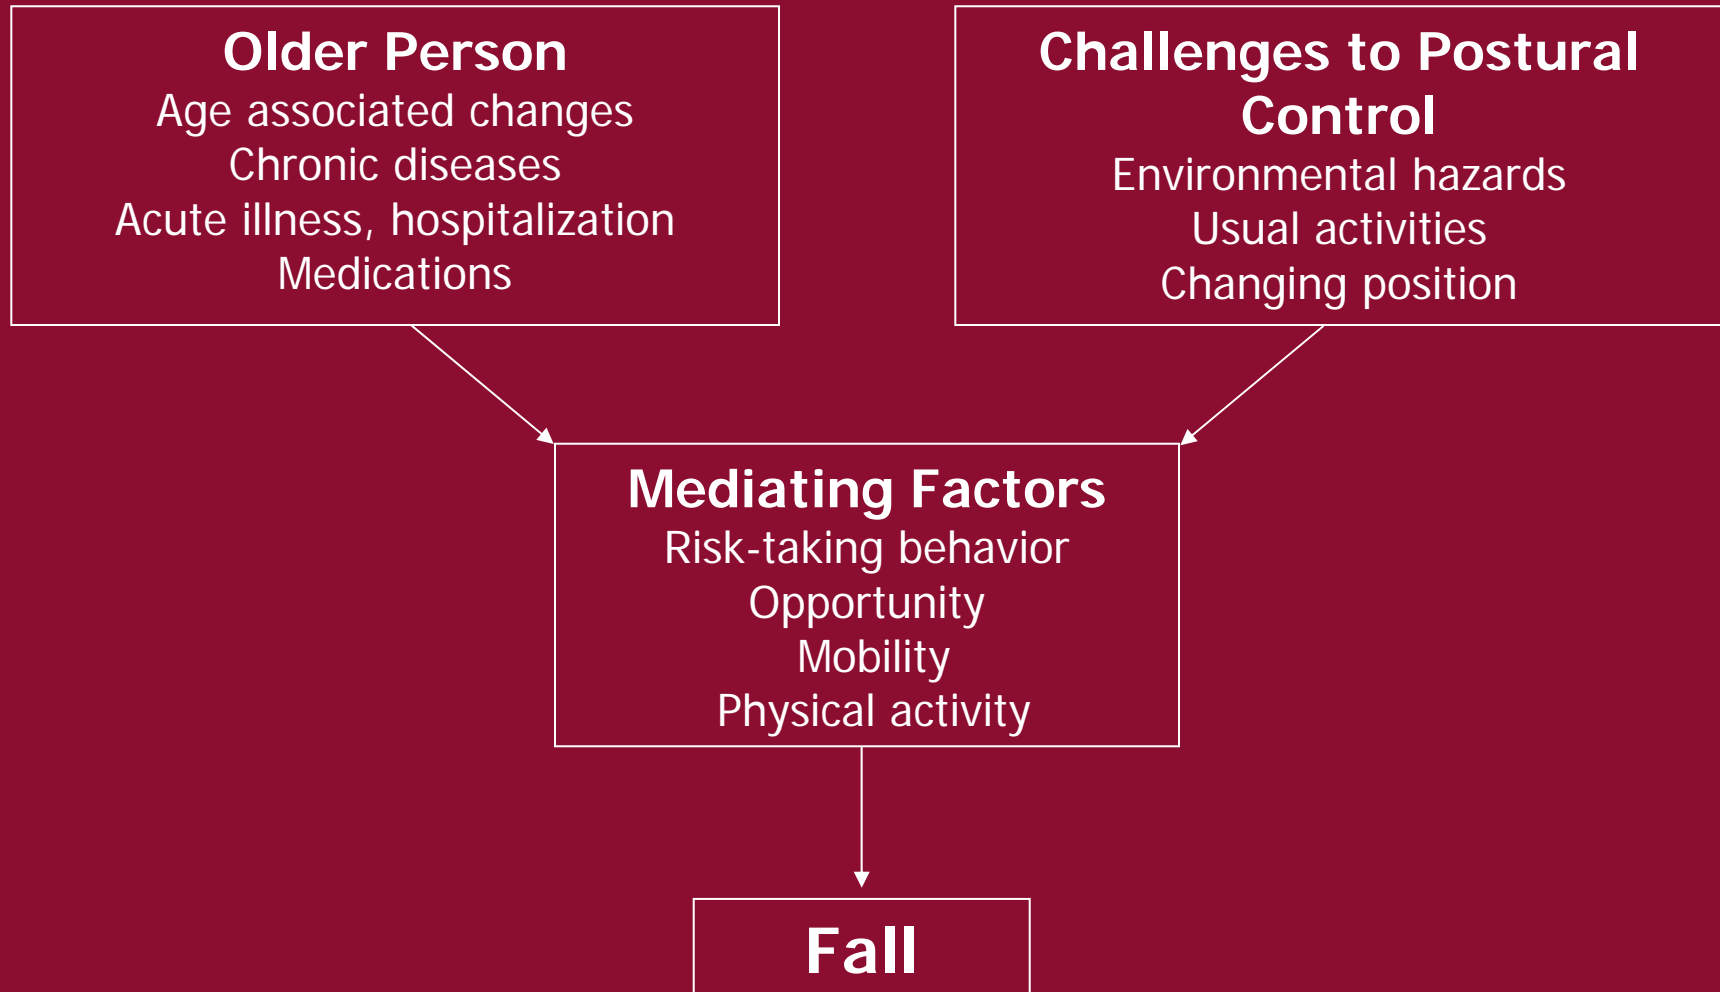 Older Person
Age associated changes
Chronic diseases
Acute illness, hospitalization
Medications
Challenges to Postural
Control
Environmental hazards
Usual activities
Changing position
Mediating Factors
Risk-taking behavior
Opportunity
Mobility
Physical activity
Fall